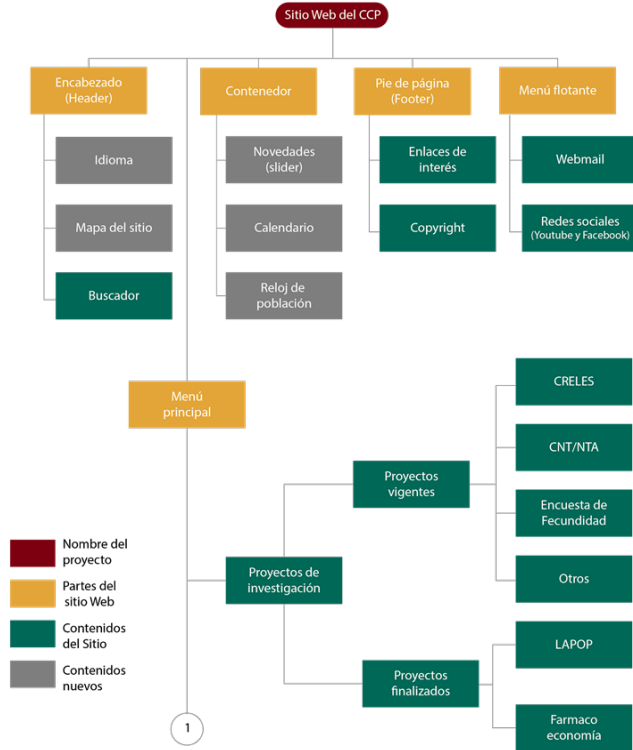 Sitio Web del CCP
Encabezado
(Header)
Contenedor
Pie de página
(Footer)
Menú flotante
Idioma
Novedades
(slider)
Enlaces de
interés
Webmail
Mapa del sitio
Calendario
Copyright
Redes sociales
(Youtube y Facebook)
Buscador
Reloj de
población
Menú
principal
CRELES
CNT/NTA
Proyectos
vigentes
Encuesta de
Fecundidad
Otros
Proyectos de
investigación
LAPOP
Proyectos
finalizados
Farmaco
economía
Nombre del
proyecto
Partes del
sitio Web
Contenidos
del Sitio
Contenidos
nuevos
1